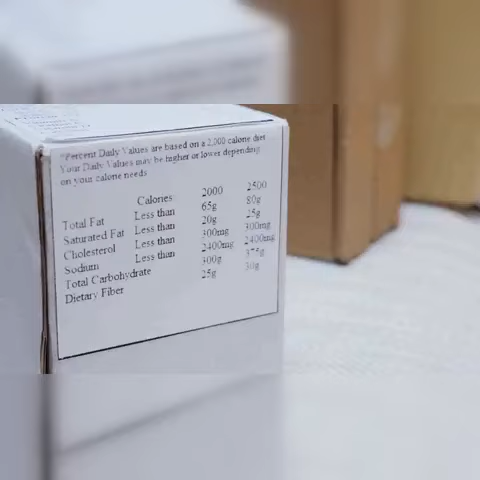 *Percent Daily Values are based on a 2,000 calorie diet
Your Daily Values may be higher or lower depending
on your calorie needs
Calories 2000 2500
Total Fat Less than 65g 80g
Saturated Fat Less than 20g 25g
Cholesterol Less than 300mg 300mg
Sodium Less than 2400mg 2400mg
Total Carbohydrate 300g 375g
Dietary Fiber 25g 30g